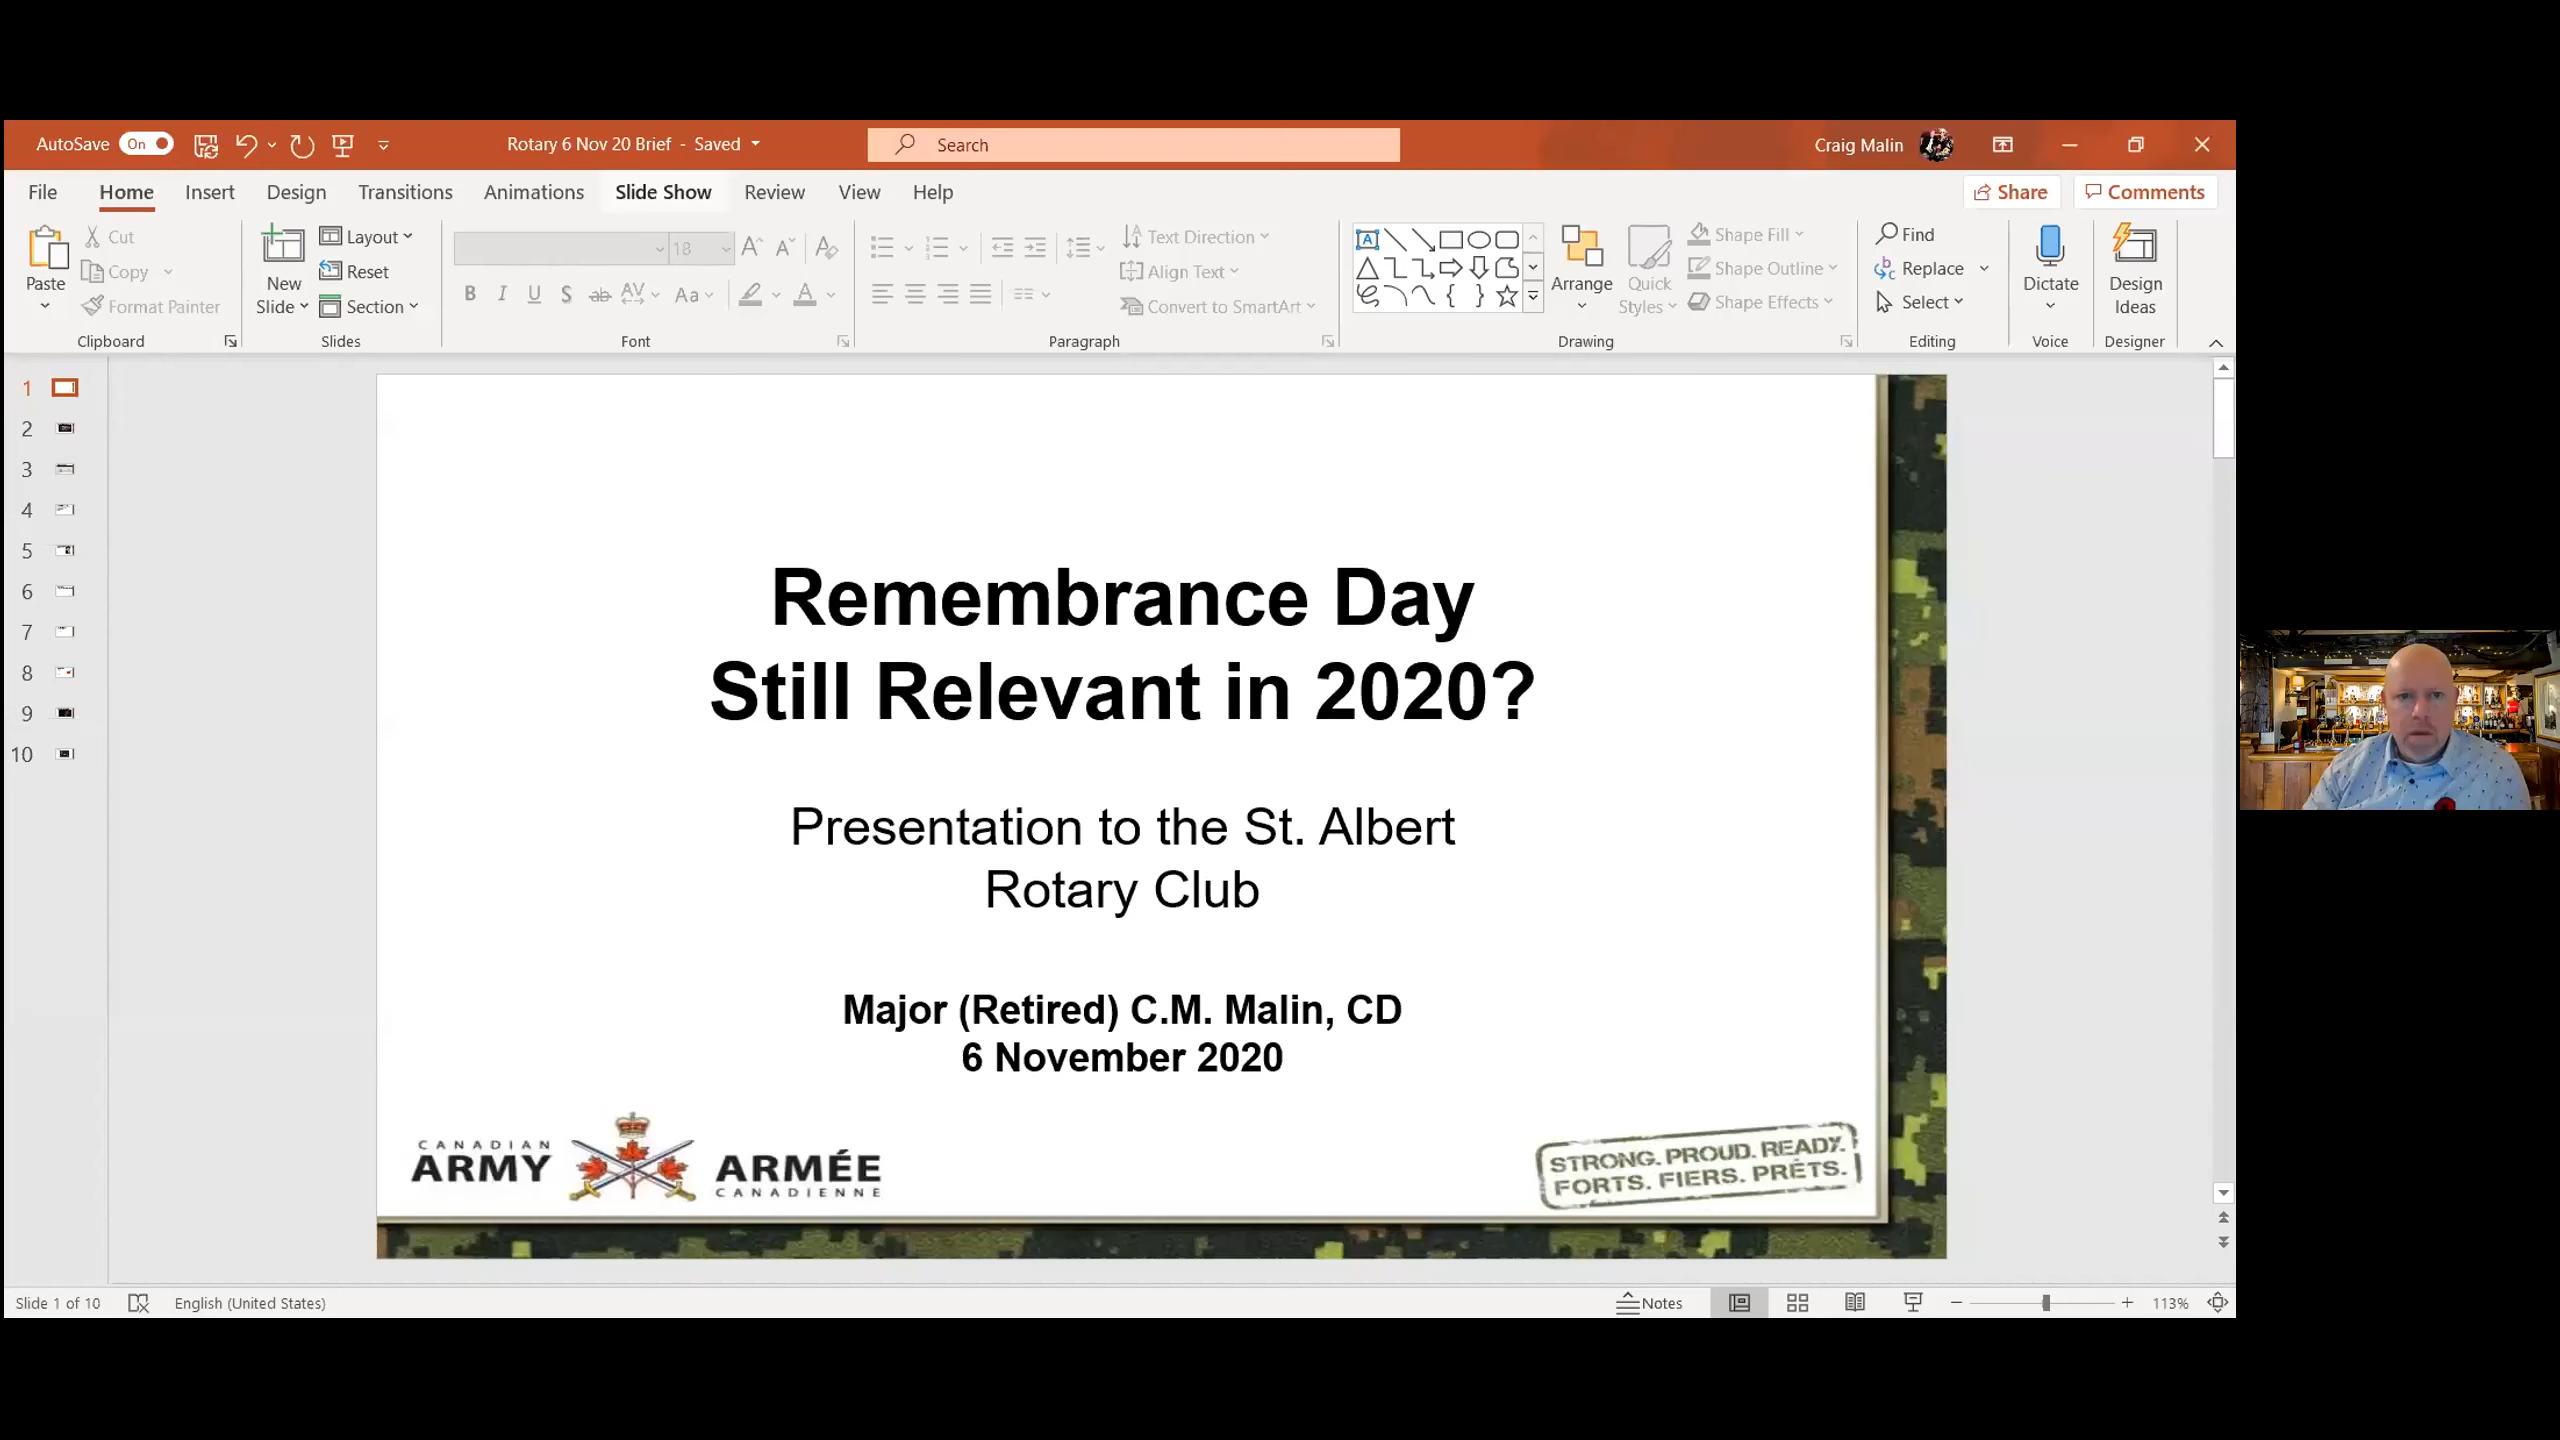 AutoSave On Rotary 6 Nov 20 Brief - Saved Search Craig Malin
File Home Insert Design Transitions Animations Slide Show Review View Help Share Comments
Paste Cut Copy Format Painter
Clipboard
New Slide Layout Reset Section
Slides
18
B I U S ab AV Aa A
Font
Text Direction
Align Text
Convert to SmartArt
Paragraph
Arrange
Quick Styles
Shape Fill
Shape Outline
Shape Effects
Drawing
Find
Replace
Select
Editing
Dictate
Voice
Design Ideas
Designer
1
2
3
4
5
6
7
8
9
10
Remembrance Day
Still Relevant in 2020?
Presentation to the St. Albert
Rotary Club
Major (Retired) C.M. Malin, CD
6 November 2020
CANADIAN
ARMY
ARMÉE
CANADIENNE
STRONG. PROUD. READY.
FORTS. FIERS. PRÊTS.
Slide 1 of 10 English (United States) Notes 113%